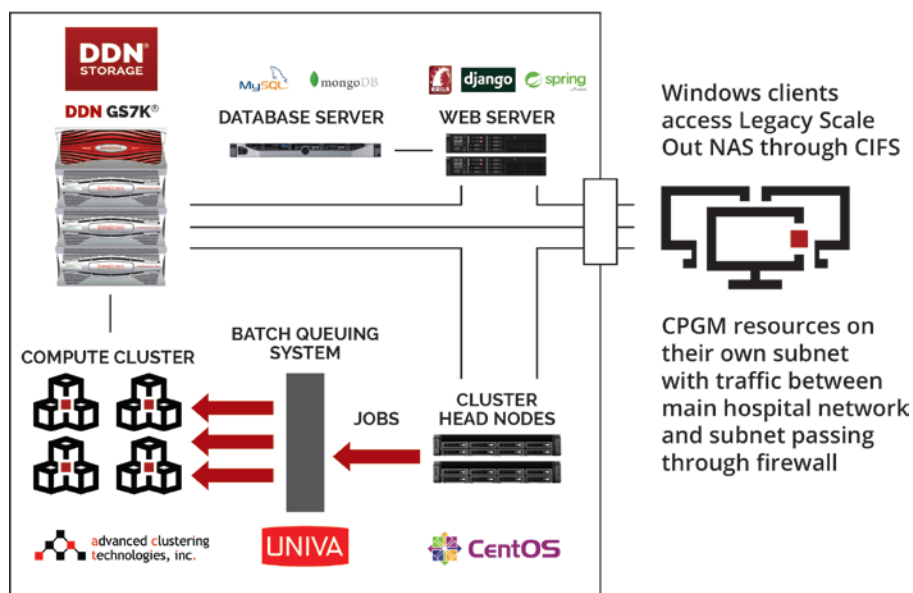 DDN®
STORAGE
DDN GS7K®
MySQL
mongoDB
DATABASE SERVER
RAILS
django
spring
WEB SERVER
Windows clients
access Legacy Scale
Out NAS through CIFS
CPGM resources on
their own subnet
with traffic between
main hospital network
and subnet passing
through firewall
COMPUTE CLUSTER
BATCH QUEUING
SYSTEM
JOBS
CLUSTER
HEAD NODES
advanced clustering
technologies, inc.
UNIVA
CentOS